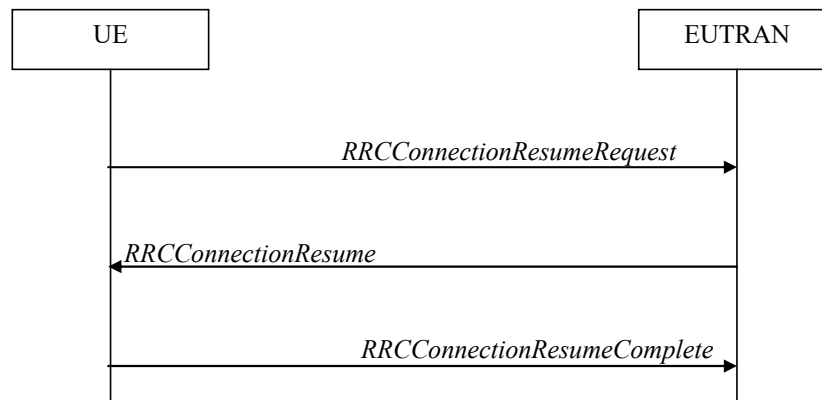 UE
EUTRAN
RRCConnectionResumeRequest
RRCConnectionResume
RRCConnectionResumeComplete